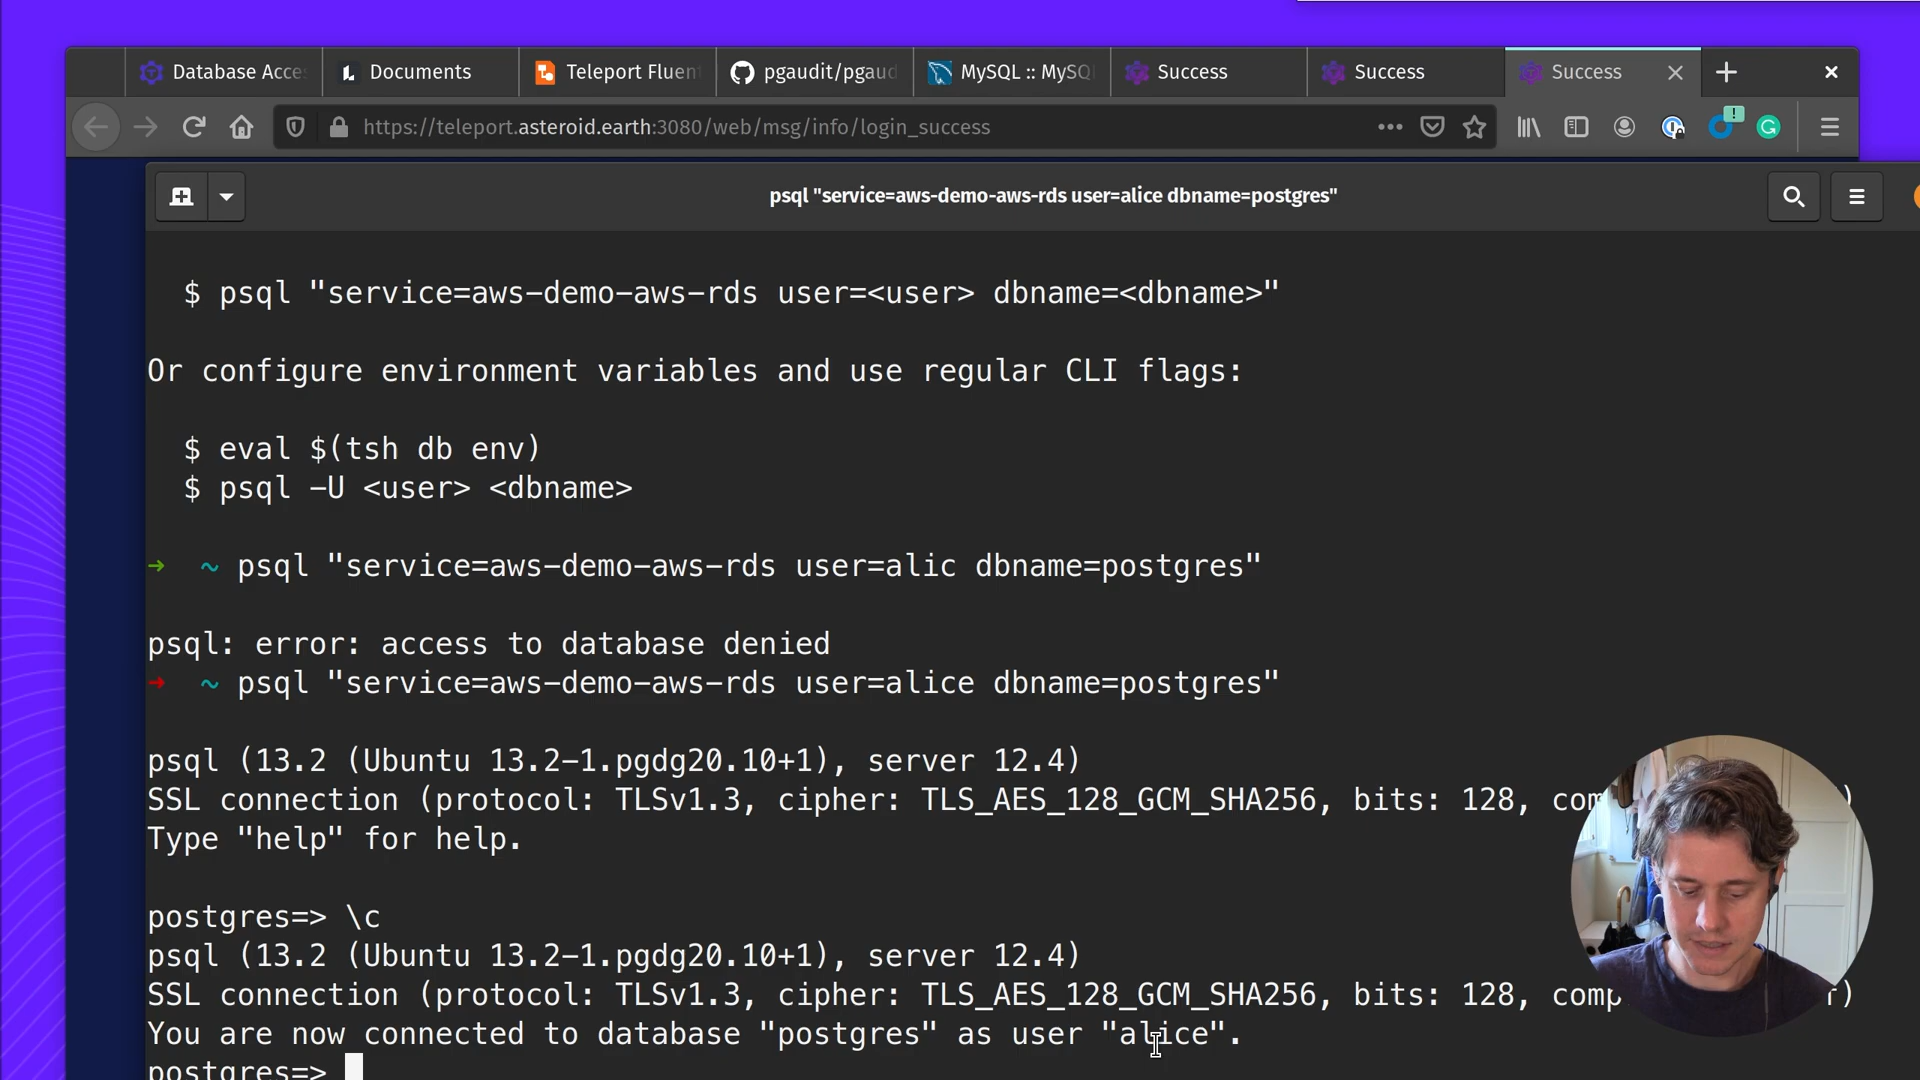 Database Acce
Documents
Teleport Fluen
pgaudit/pgaud
MySQL :: MySQ
Success
Success
Success
https://teleport.asteroid.earth:3080/web/msg/info/login_success
psql "service=aws-demo-aws-rds user=alice dbname=postgres"
$ psql "service=aws-demo-aws-rds user=<user> dbname=<dbname>"
Or configure environment variables and use regular CLI flags:
$ eval $(tsh db env)
$ psql -U <user> <dbname>
→ ~ psql "service=aws-demo-aws-rds user=alic dbname=postgres"
psql: error: access to database denied
→ ~ psql "service=aws-demo-aws-rds user=alice dbname=postgres"
psql (13.2 (Ubuntu 13.2-1.pgdg20.10+1), server 12.4)
SSL connection (protocol: TLSv1.3, cipher: TLS_AES_128_GCM_SHA256, bits: 128, com )
Type "help" for help.
postgres=> \c
psql (13.2 (Ubuntu 13.2-1.pgdg20.10+1), server 12.4)
SSL connection (protocol: TLSv1.3, cipher: TLS_AES_128_GCM_SHA256, bits: 128, comp )
You are now connected to database "postgres" as user "alice".
postgres=>